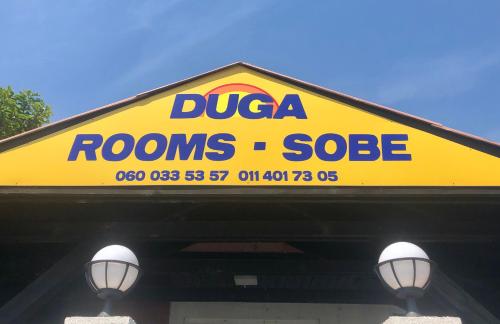 DUGA
ROOMS - SOBE
060 033 53 57 011 401 73 05